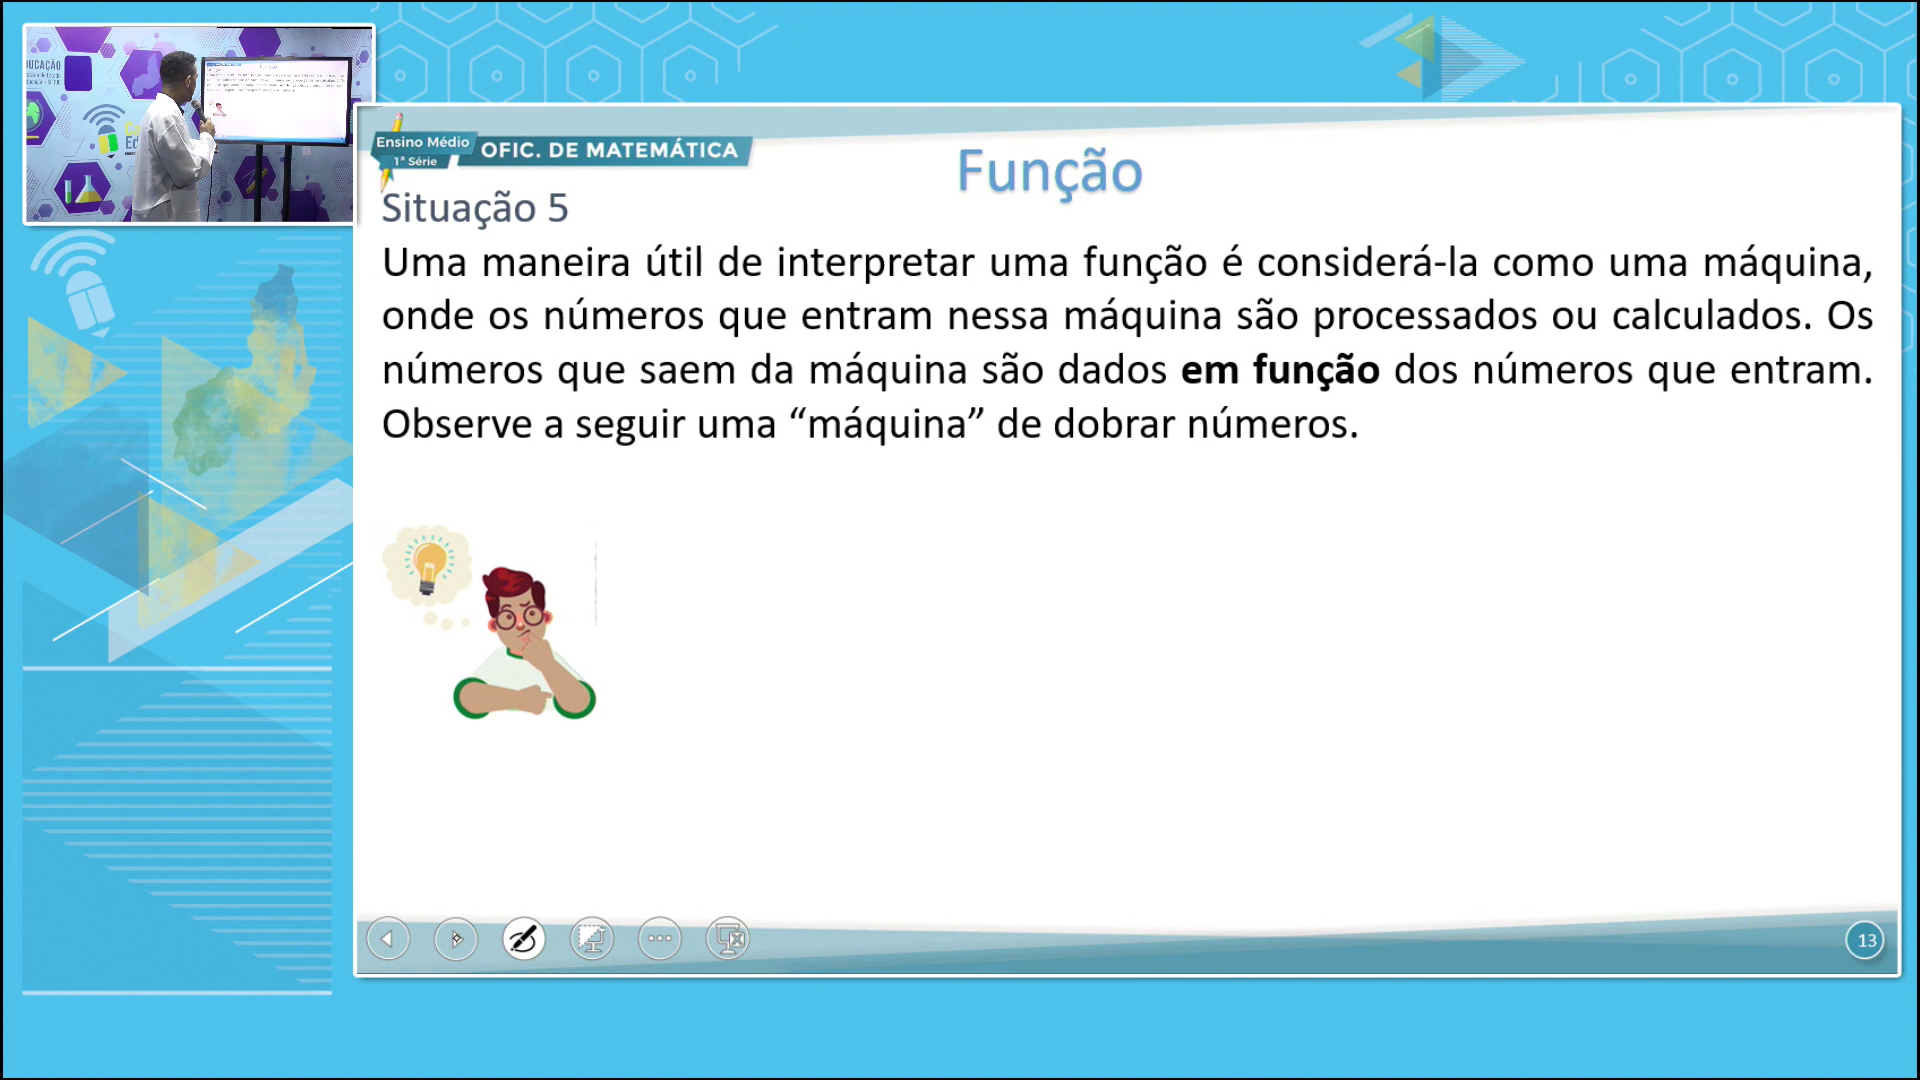 UCAÇÃO
Ensino Médio
1ª Série
OFIC. DE MATEMÁTICA
Função
Situação 5
Uma maneira útil de interpretar uma função é considerá-la como uma máquina,
onde os números que entram nessa máquina são processados ou calculados. Os
números que saem da máquina são dados em função dos números que entram.
Observe a seguir uma “máquina” de dobrar números.
13